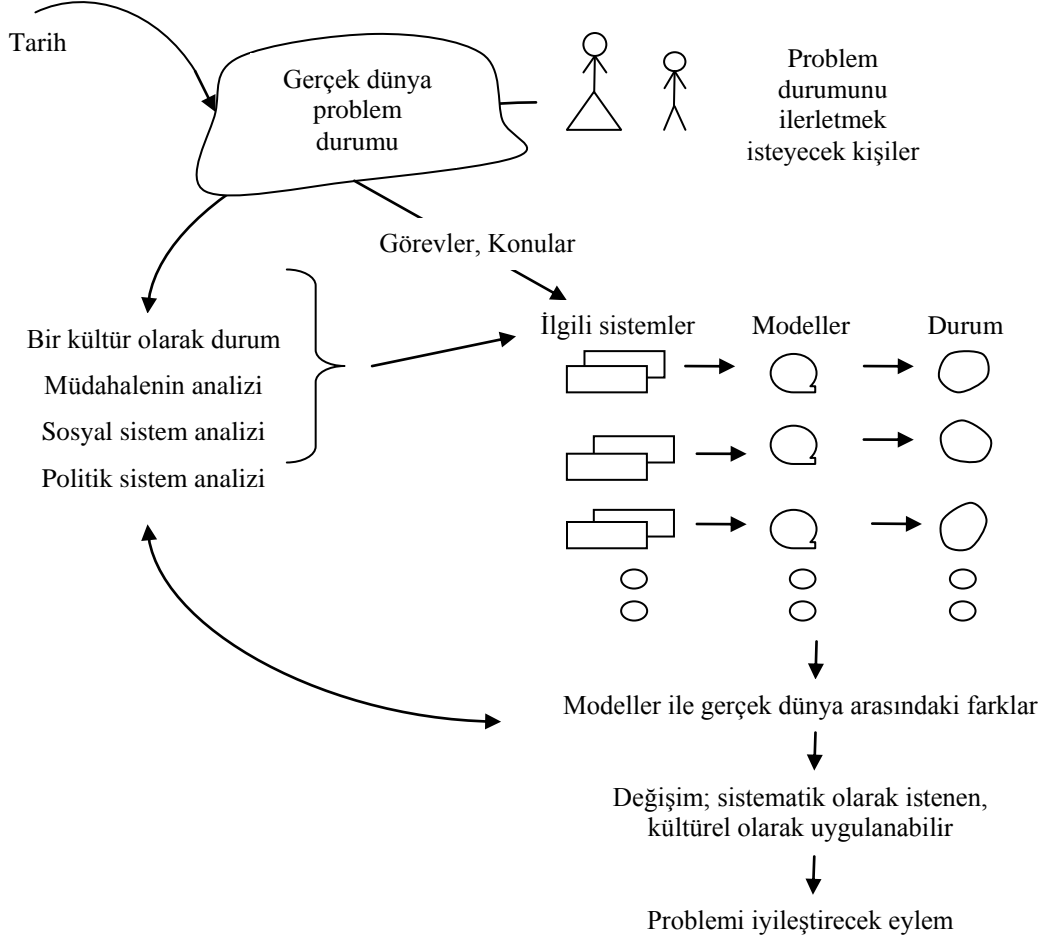 Tarih
Gerçek dünya
problem
durumu
Problem
durumunu
ilerletmek
isteyecek kişiler
Görevler, Konular
Bir kültür olarak durum
Müdahalenin analizi
Sosyal sistem analizi
Politik sistem analizi
İlgili sistemler
Modeller
Durum
Modeller ile gerçek dünya arasındaki farklar
Değişim; sistematik olarak istenen,
kültürel olarak uygulanabilir
Problemi iyileştirecek eylem